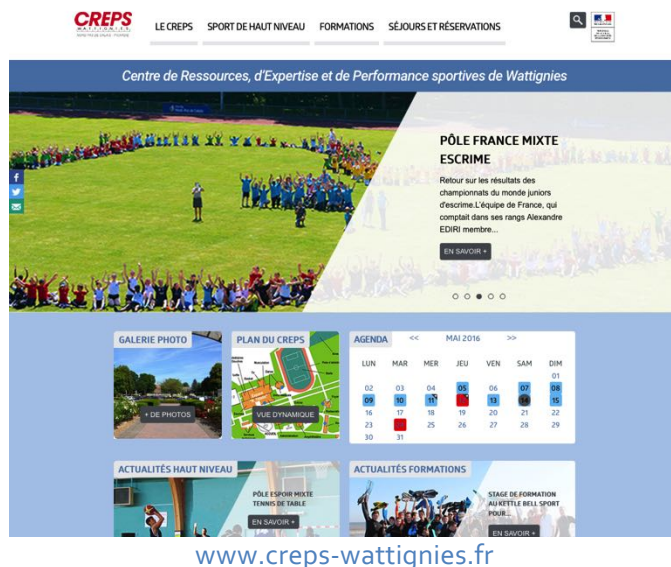 CREPS
WATTIGNIES
LE CREPS SPORT DE HAUT NIVEAU FORMATIONS SÉJOURS ET RÉSERVATIONS
Centre de Ressources, d'Expertise et de Performance sportives de Wattignies
PÔLE FRANCE MIXTE
ESCRIME
Retour sur les résultats des
championnats du monde juniors
d'escrime.L'équipe de France, qui
comptait dans ses rangs Alexandre
EDIRI membre...
EN SAVOIR +
GALERIE PHOTO
+ DE PHOTOS
PLAN DU CREPS
VUE DYNAMIQUE
AGENDA << MAI 2016 >>
LUN MAR MER JEU VEN SAM DIM
01
02 03 04 05 06 07 08
09 10 11 13 14 15
16 17 18 19 20 21 22
23 25 26 27 28 29
30 31
ACTUALITÉS HAUT NIVEAU
PÔLE ESPOIR MIXTE
TENNIS DE TABLE
EN SAVOIR +
ACTUALITÉS FORMATIONS
STAGE DE FORMATION
AU KETTLE BELL SPORT
POUR...
EN SAVOIR +
www.creps-wattignies.fr